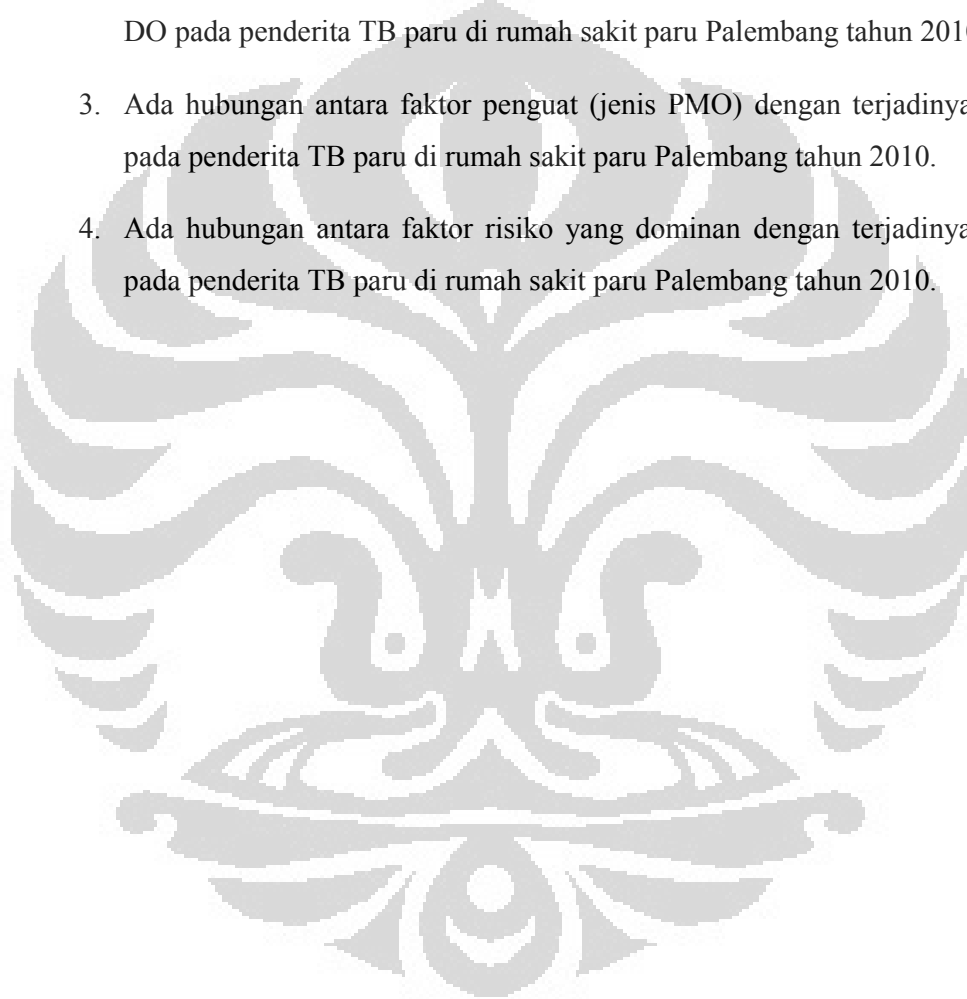 DO pada penderita TB paru di rumah sakit paru Palembang tahun 2010
3. Ada hubungan antara faktor penguat (jenis PMO) dengan terjadinya
pada penderita TB paru di rumah sakit paru Palembang tahun 2010.
4. Ada hubungan antara faktor risiko yang dominan dengan terjadinya
pada penderita TB paru di rumah sakit paru Palembang tahun 2010.